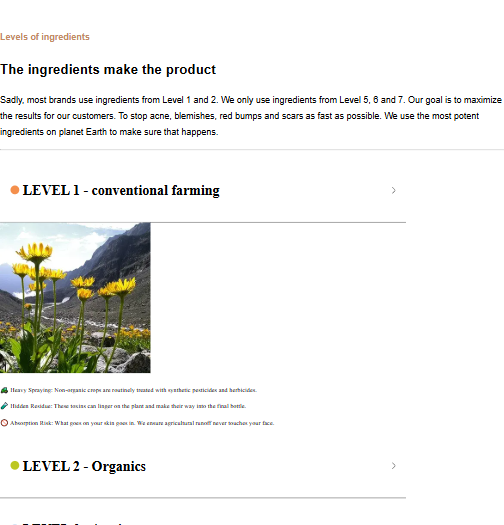 Levels of ingredients
The ingredients make the product
Sadly, most brands use ingredients from Level 1 and 2. We only use ingredients from Level 5, 6 and 7. Our goal is to maximize
the results for our customers. To stop acne, blemishes, red bumps and scars as fast as possible. We use the most potent
ingredients on planet Earth to make sure that happens.
LEVEL 1 - conventional farming
Heavy Spraying: Non-organic crops are routinely treated with synthetic pesticides and herbicides.
Hidden Residue: These toxins can linger on the plant and make their way into the final bottle.
Absorption Risk: What goes on your skin goes in. We ensure agricultural runoff never touches your face.
LEVEL 2 - Organics